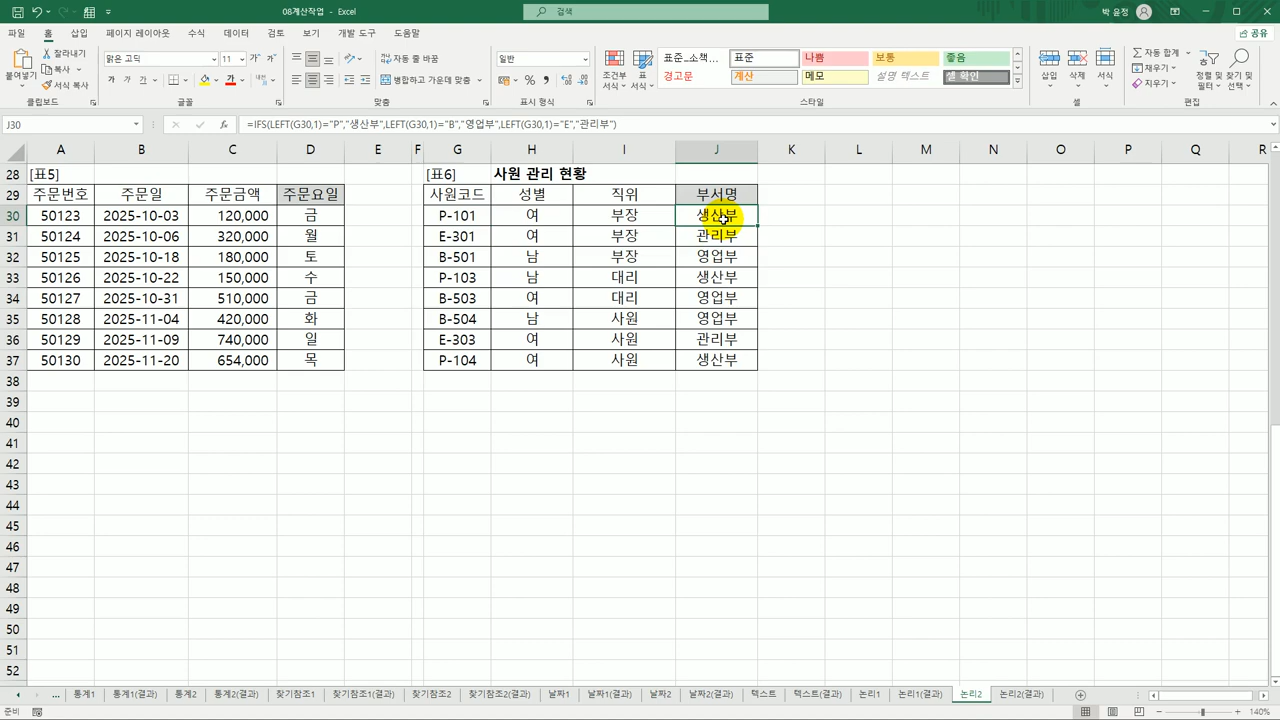 08계산작업 - Excel
검색
박 윤정
파일 홈 삽입 페이지 레이아웃 수식 데이터 검토 보기 개발 도구 도움말
공유
붙여넣기
잘라내기
복사
서식 복사
클립보드
맑은 고딕 11
가 가 가
글꼴
자동 줄 바꿈
병합하고 가운데 맞춤
맞춤
일반
표시 형식
조건부 서식
표 서식
표준_소책... 표준 나쁨 보통 좋음
경고문 계산 메모 설명 텍스트 셀 확인
스타일
삽입 삭제 서식
셀
자동 합계
채우기
지우기
정렬 및 필터
찾기 및 선택
편집
J30 fx =IFS(LEFT(G30,1)="P","생산부",LEFT(G30,1)="B","영업부",LEFT(G30,1)="E","관리부")
A B C D E F G H I J K L M N O P Q R
28 [표5] [표6] 사원 관리 현황
29 주문번호 주문일 주문금액 주문요일 사원코드 성별 직위 부서명
30 50123 2025-10-03 120,000 금 P-101 여 부장 생산부
31 50124 2025-10-06 320,000 월 E-301 여 부장 관리부
32 50125 2025-10-18 180,000 토 B-501 남 부장 영업부
33 50126 2025-10-22 150,000 수 P-103 남 대리 생산부
34 50127 2025-10-31 510,000 금 B-503 여 대리 영업부
35 50128 2025-11-04 420,000 화 B-504 남 사원 영업부
36 50129 2025-11-09 740,000 일 E-303 여 사원 관리부
37 50130 2025-11-20 654,000 목 P-104 여 사원 생산부
38
39
40
41
42
43
44
45
46
47
48
49
50
51
52
... 통계1 통계1(결과) 통계2 통계2(결과) 찾기참조1 찾기참조1(결과) 찾기참조2 찾기참조2(결과) 날짜1 날짜1(결과) 날짜2 날짜2(결과) 텍스트 텍스트(결과) 논리1 논리1(결과) 논리2 논리2(결과)
준비
140%